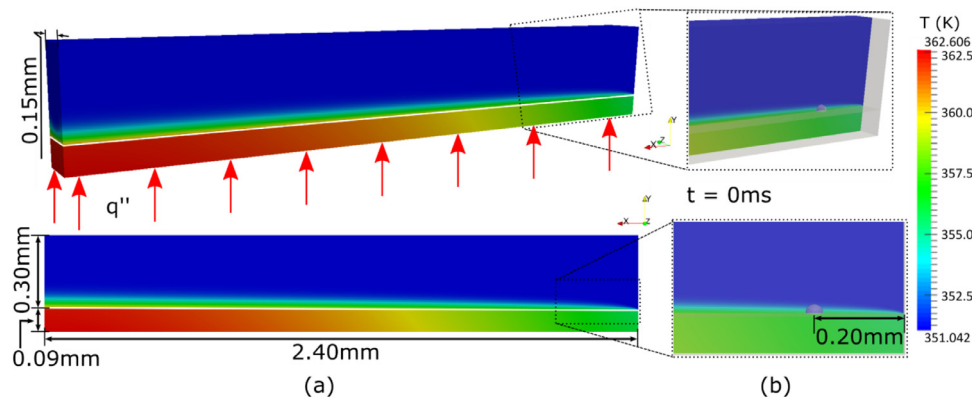 T (K)
362.606
362.5
360.0
357.5
355.0
352.5
351.042
0.15mm
q''
Y
Z
X
t = 0ms
Y
X
Z
0.30mm
0.09mm
2.40mm
0.20mm
(a)
(b)